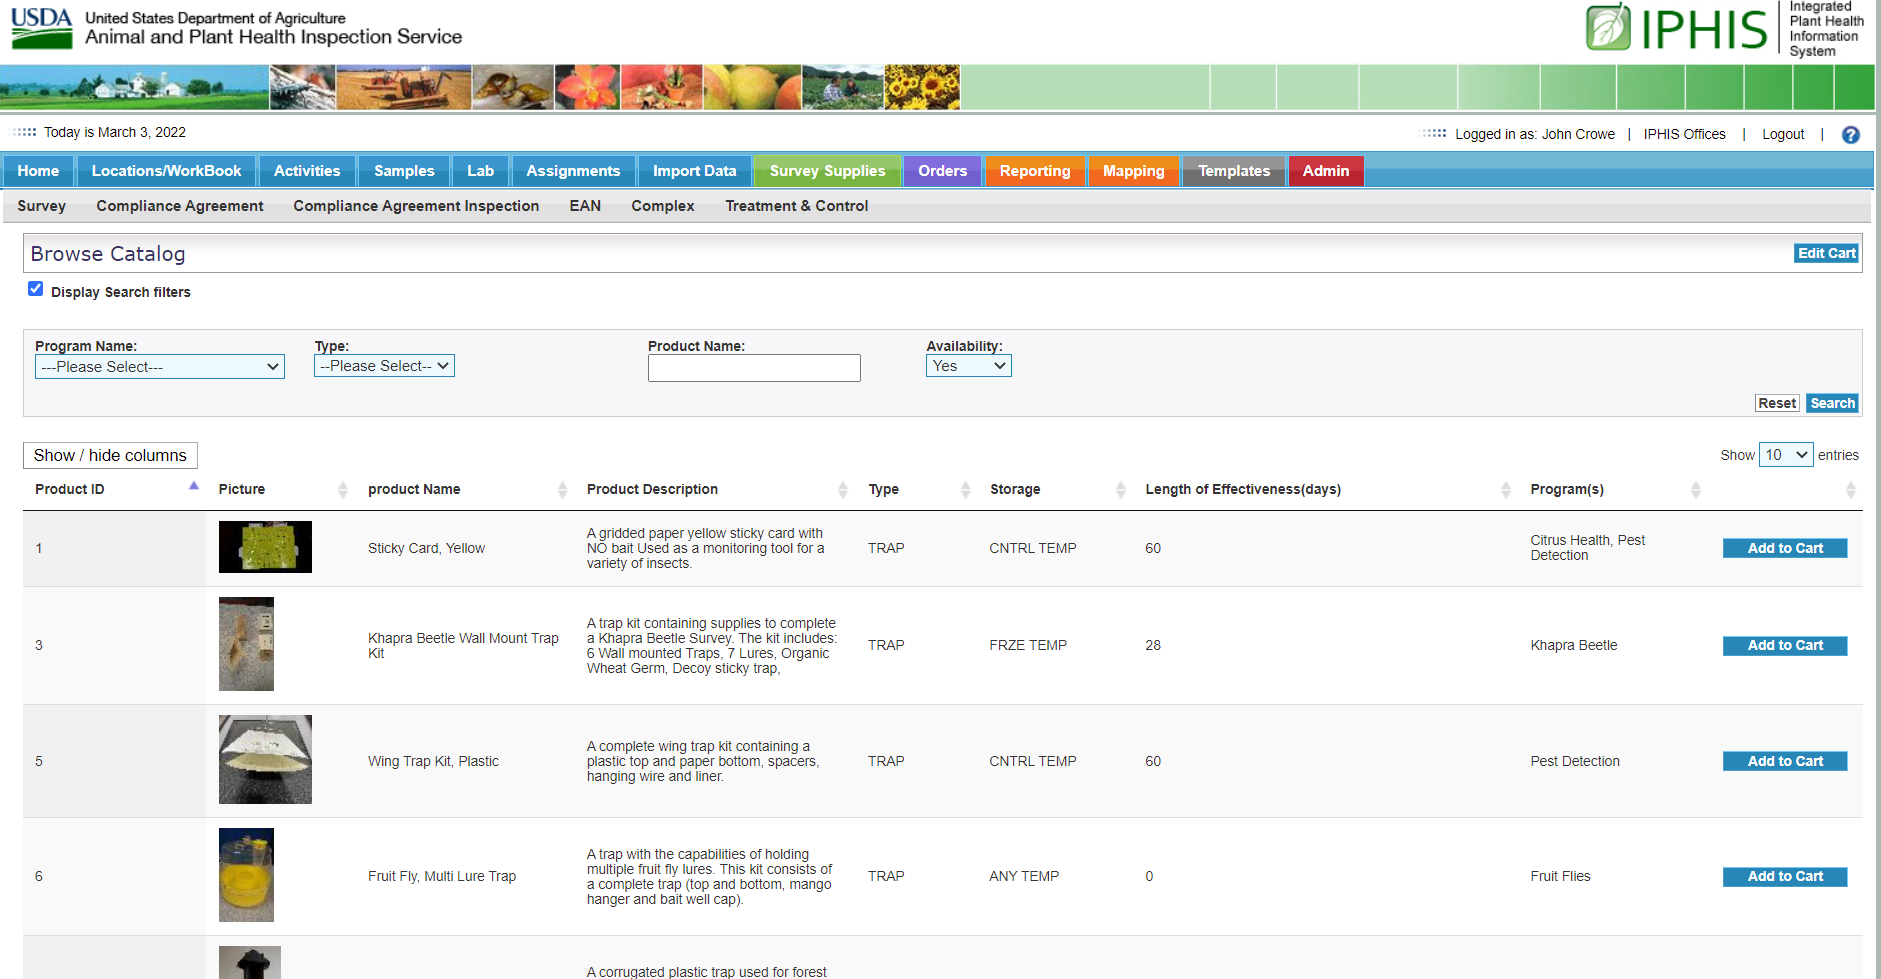 USDA
United States Department of Agriculture
Animal and Plant Health Inspection Service
IPHIS
Integrated
Plant Health
Information
System
Today is March 3, 2022
Logged in as: John Crowe | IPHIS Offices | Logout | ?
Home Locations/WorkBook Activities Samples Lab Assignments Import Data Survey Supplies Orders Reporting Mapping Templates Admin
Survey Compliance Agreement Compliance Agreement Inspection EAN Complex Treatment & Control
Browse Catalog
Edit Cart
Display Search filters
Program Name: Type: Product Name: Availability:
---Please Select--- --Please Select-- Yes
Reset Search
Show / hide columns
Show 10 entries
Product ID Picture product Name Product Description Type Storage Length of Effectiveness(days) Program(s)
1
Sticky Card, Yellow
A gridded paper yellow sticky card with
NO bait Used as a monitoring tool for a
variety of insects.
TRAP
CNTRL TEMP
60
Citrus Health, Pest
Detection
Add to Cart
3
Khapra Beetle Wall Mount Trap
Kit
A trap kit containing supplies to complete
a Khapra Beetle Survey. The kit includes:
6 Wall mounted Traps, 7 Lures, Organic
Wheat Germ, Decoy sticky trap,
TRAP
FRZE TEMP
28
Khapra Beetle
Add to Cart
5
Wing Trap Kit, Plastic
A complete wing trap kit containing a
plastic top and paper bottom, spacers,
hanging wire and liner.
TRAP
CNTRL TEMP
60
Pest Detection
Add to Cart
6
Fruit Fly, Multi Lure Trap
A trap with the capabilities of holding
multiple fruit fly lures. This kit consists of
a complete trap (top and bottom, mango
hanger and bait well cap).
TRAP
ANY TEMP
0
Fruit Flies
Add to Cart
A corrugated plastic trap used for forest